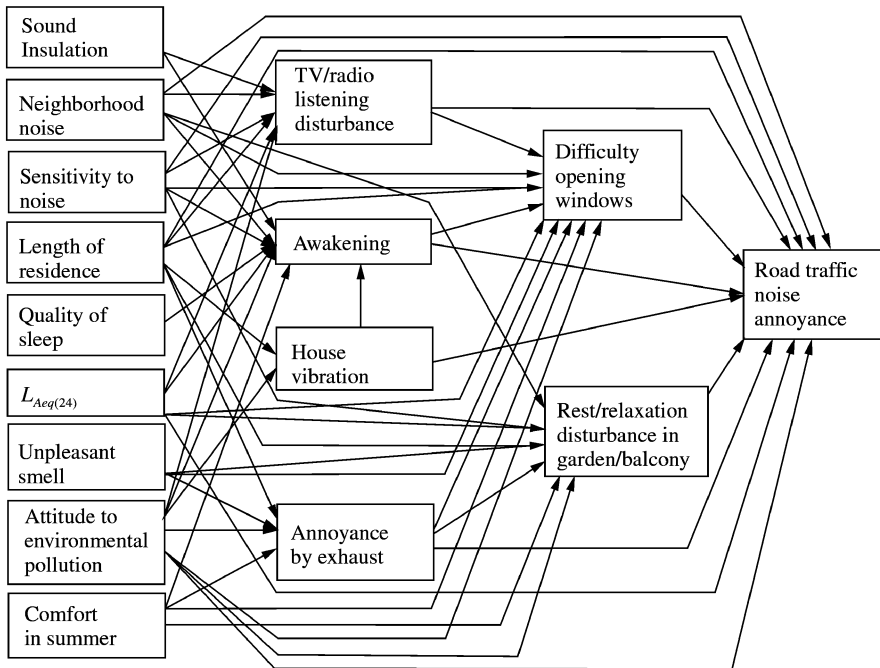 Sound
Insulation
Neighborhood
noise
Sensitivity to
noise
Length of
residence
Quality of
sleep
L_{Aeq(24)}
Unpleasant
smell
Attitude to
environmental
pollution
Comfort
in summer
TV/radio
listening
disturbance
Awakening
House
vibration
Annoyance
by exhaust
Difficulty
opening
windows
Rest/relaxation
disturbance in
garden/balcony
Road traffic
noise
annoyance